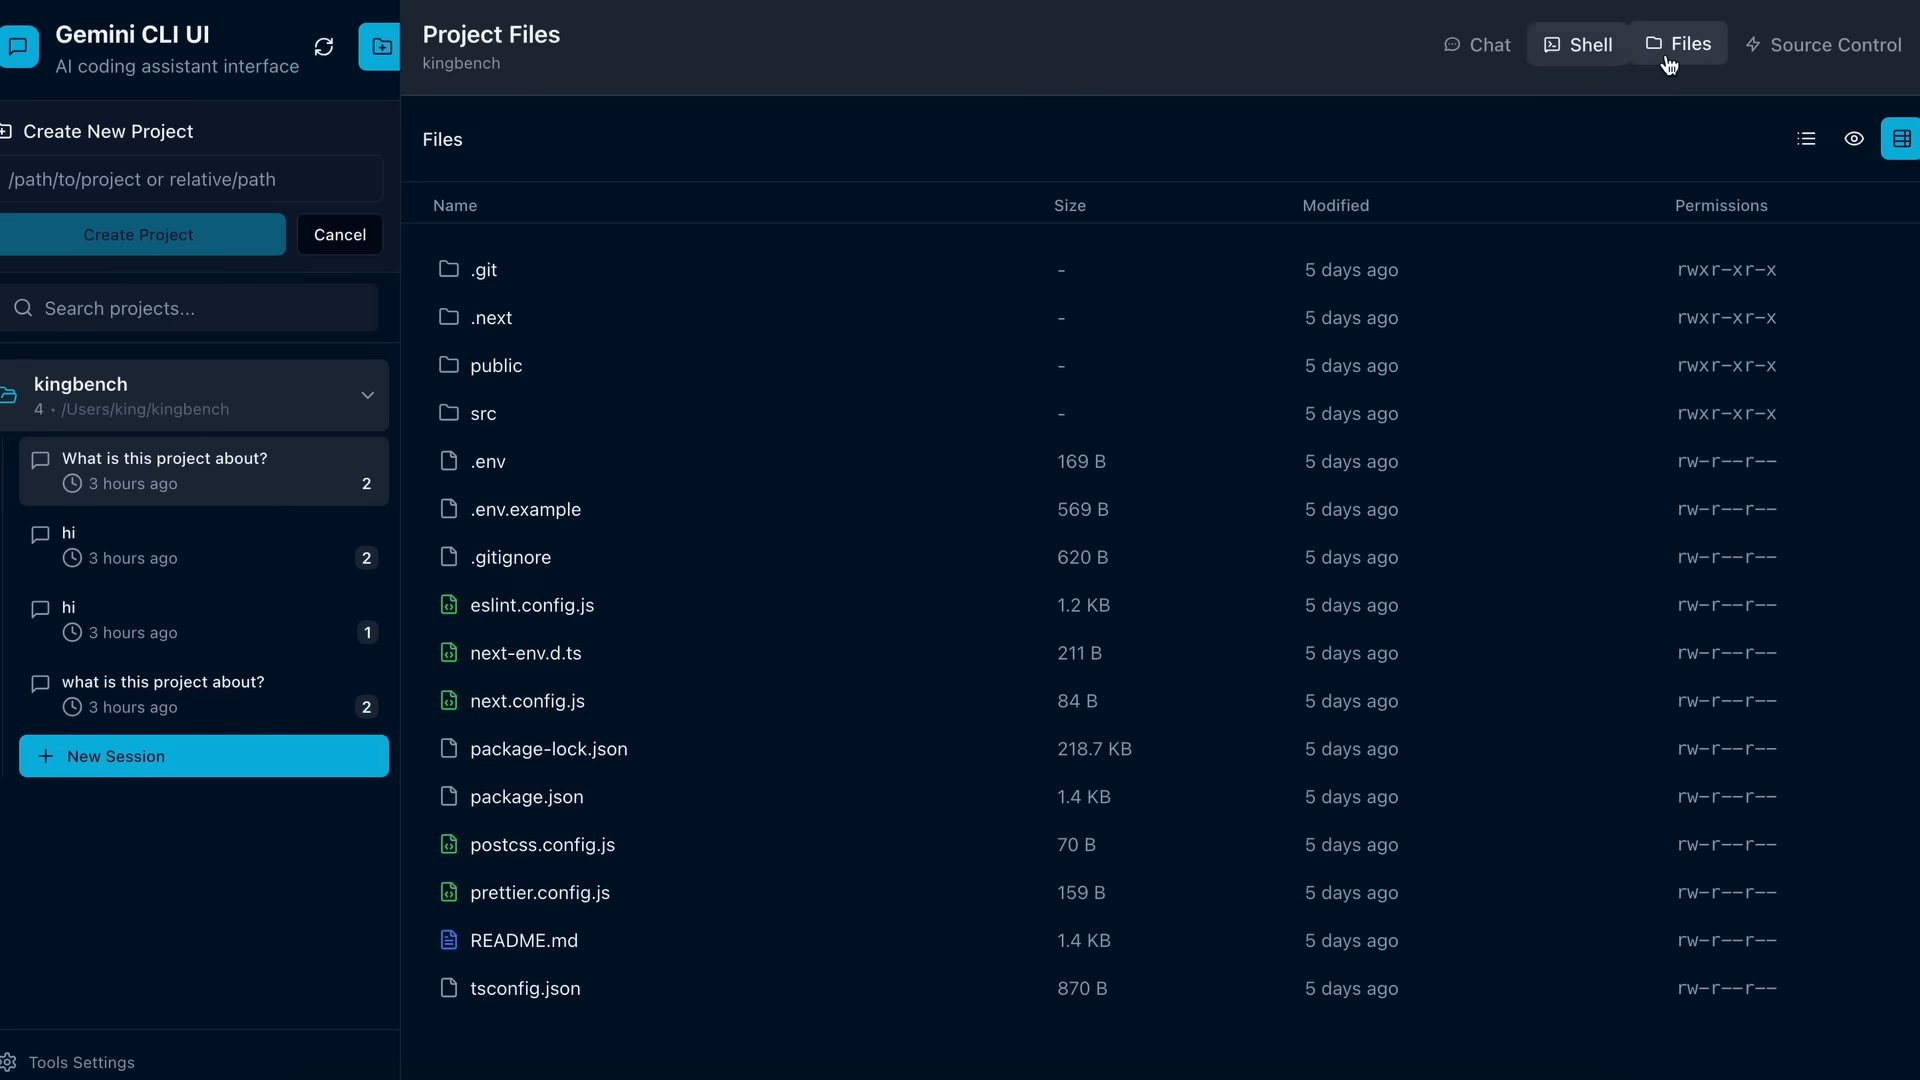 Gemini CLI UI
AI coding assistant interface
Create New Project
/path/to/project or relative/path
Create Project
Cancel
Search projects...
kingbench
4 • /Users/king/kingbench
What is this project about?
3 hours ago
2
hi
3 hours ago
2
hi
3 hours ago
1
what is this project about?
3 hours ago
2
New Session
Tools Settings
Project Files
kingbench
Chat
Shell
Files
Source Control
Files
Name Size Modified Permissions
.git - 5 days ago rwxr-xr-x
.next - 5 days ago rwxr-xr-x
public - 5 days ago rwxr-xr-x
src - 5 days ago rwxr-xr-x
.env 169 B 5 days ago rw-r--r--
.env.example 569 B 5 days ago rw-r--r--
.gitignore 620 B 5 days ago rw-r--r--
eslint.config.js 1.2 KB 5 days ago rw-r--r--
next-env.d.ts 211 B 5 days ago rw-r--r--
next.config.js 84 B 5 days ago rw-r--r--
package-lock.json 218.7 KB 5 days ago rw-r--r--
package.json 1.4 KB 5 days ago rw-r--r--
postcss.config.js 70 B 5 days ago rw-r--r--
prettier.config.js 159 B 5 days ago rw-r--r--
README.md 1.4 KB 5 days ago rw-r--r--
tsconfig.json 870 B 5 days ago rw-r--r--